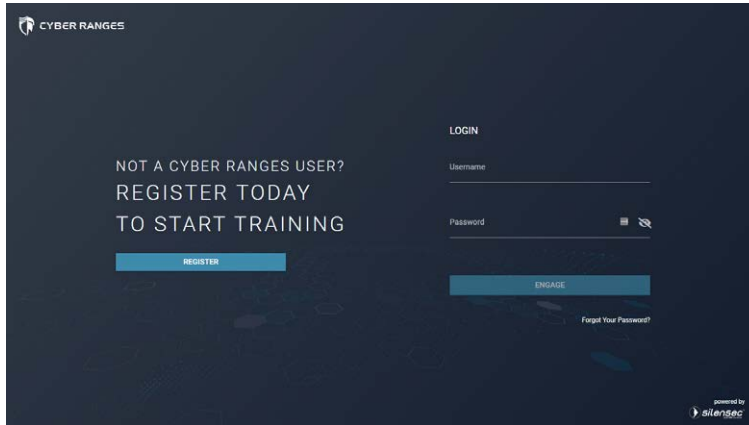 CYBER RANGES
NOT A CYBER RANGES USER?
REGISTER TODAY
TO START TRAINING
REGISTER
LOGIN
Username
Password
ENGAGE
Forgot Your Password?
powered by
silensec